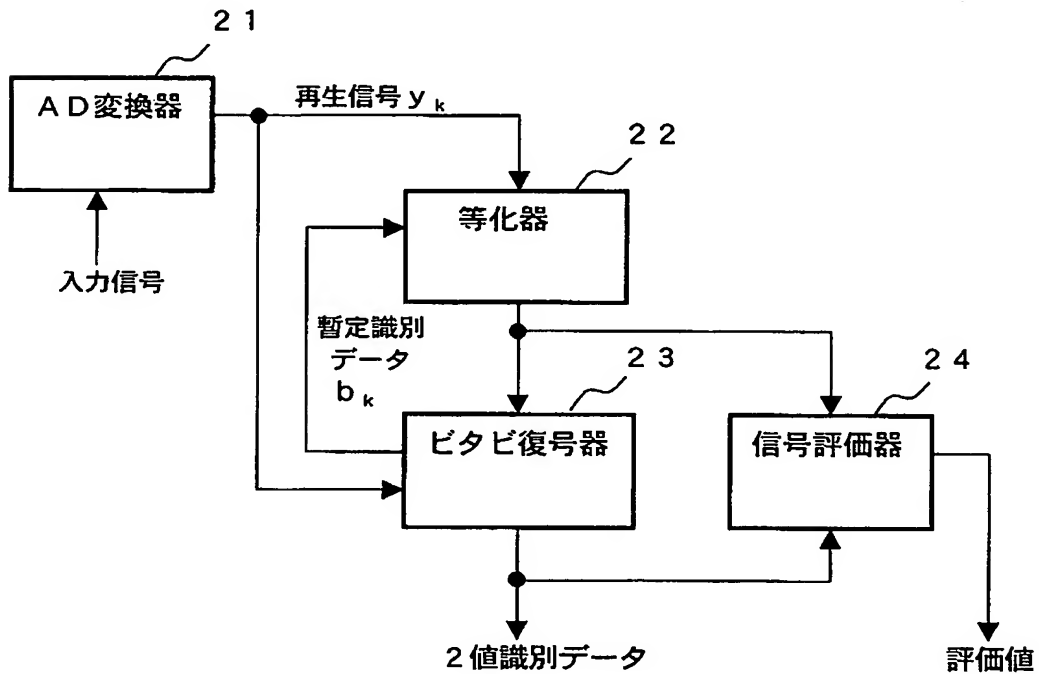 ２１
ＡＤ変換器
再生信号ｙk
２２
等化器
入力信号
暫定識別
データ
ｂk
２３
２４
ビタビ復号器
信号評価器
２値識別データ
評価値